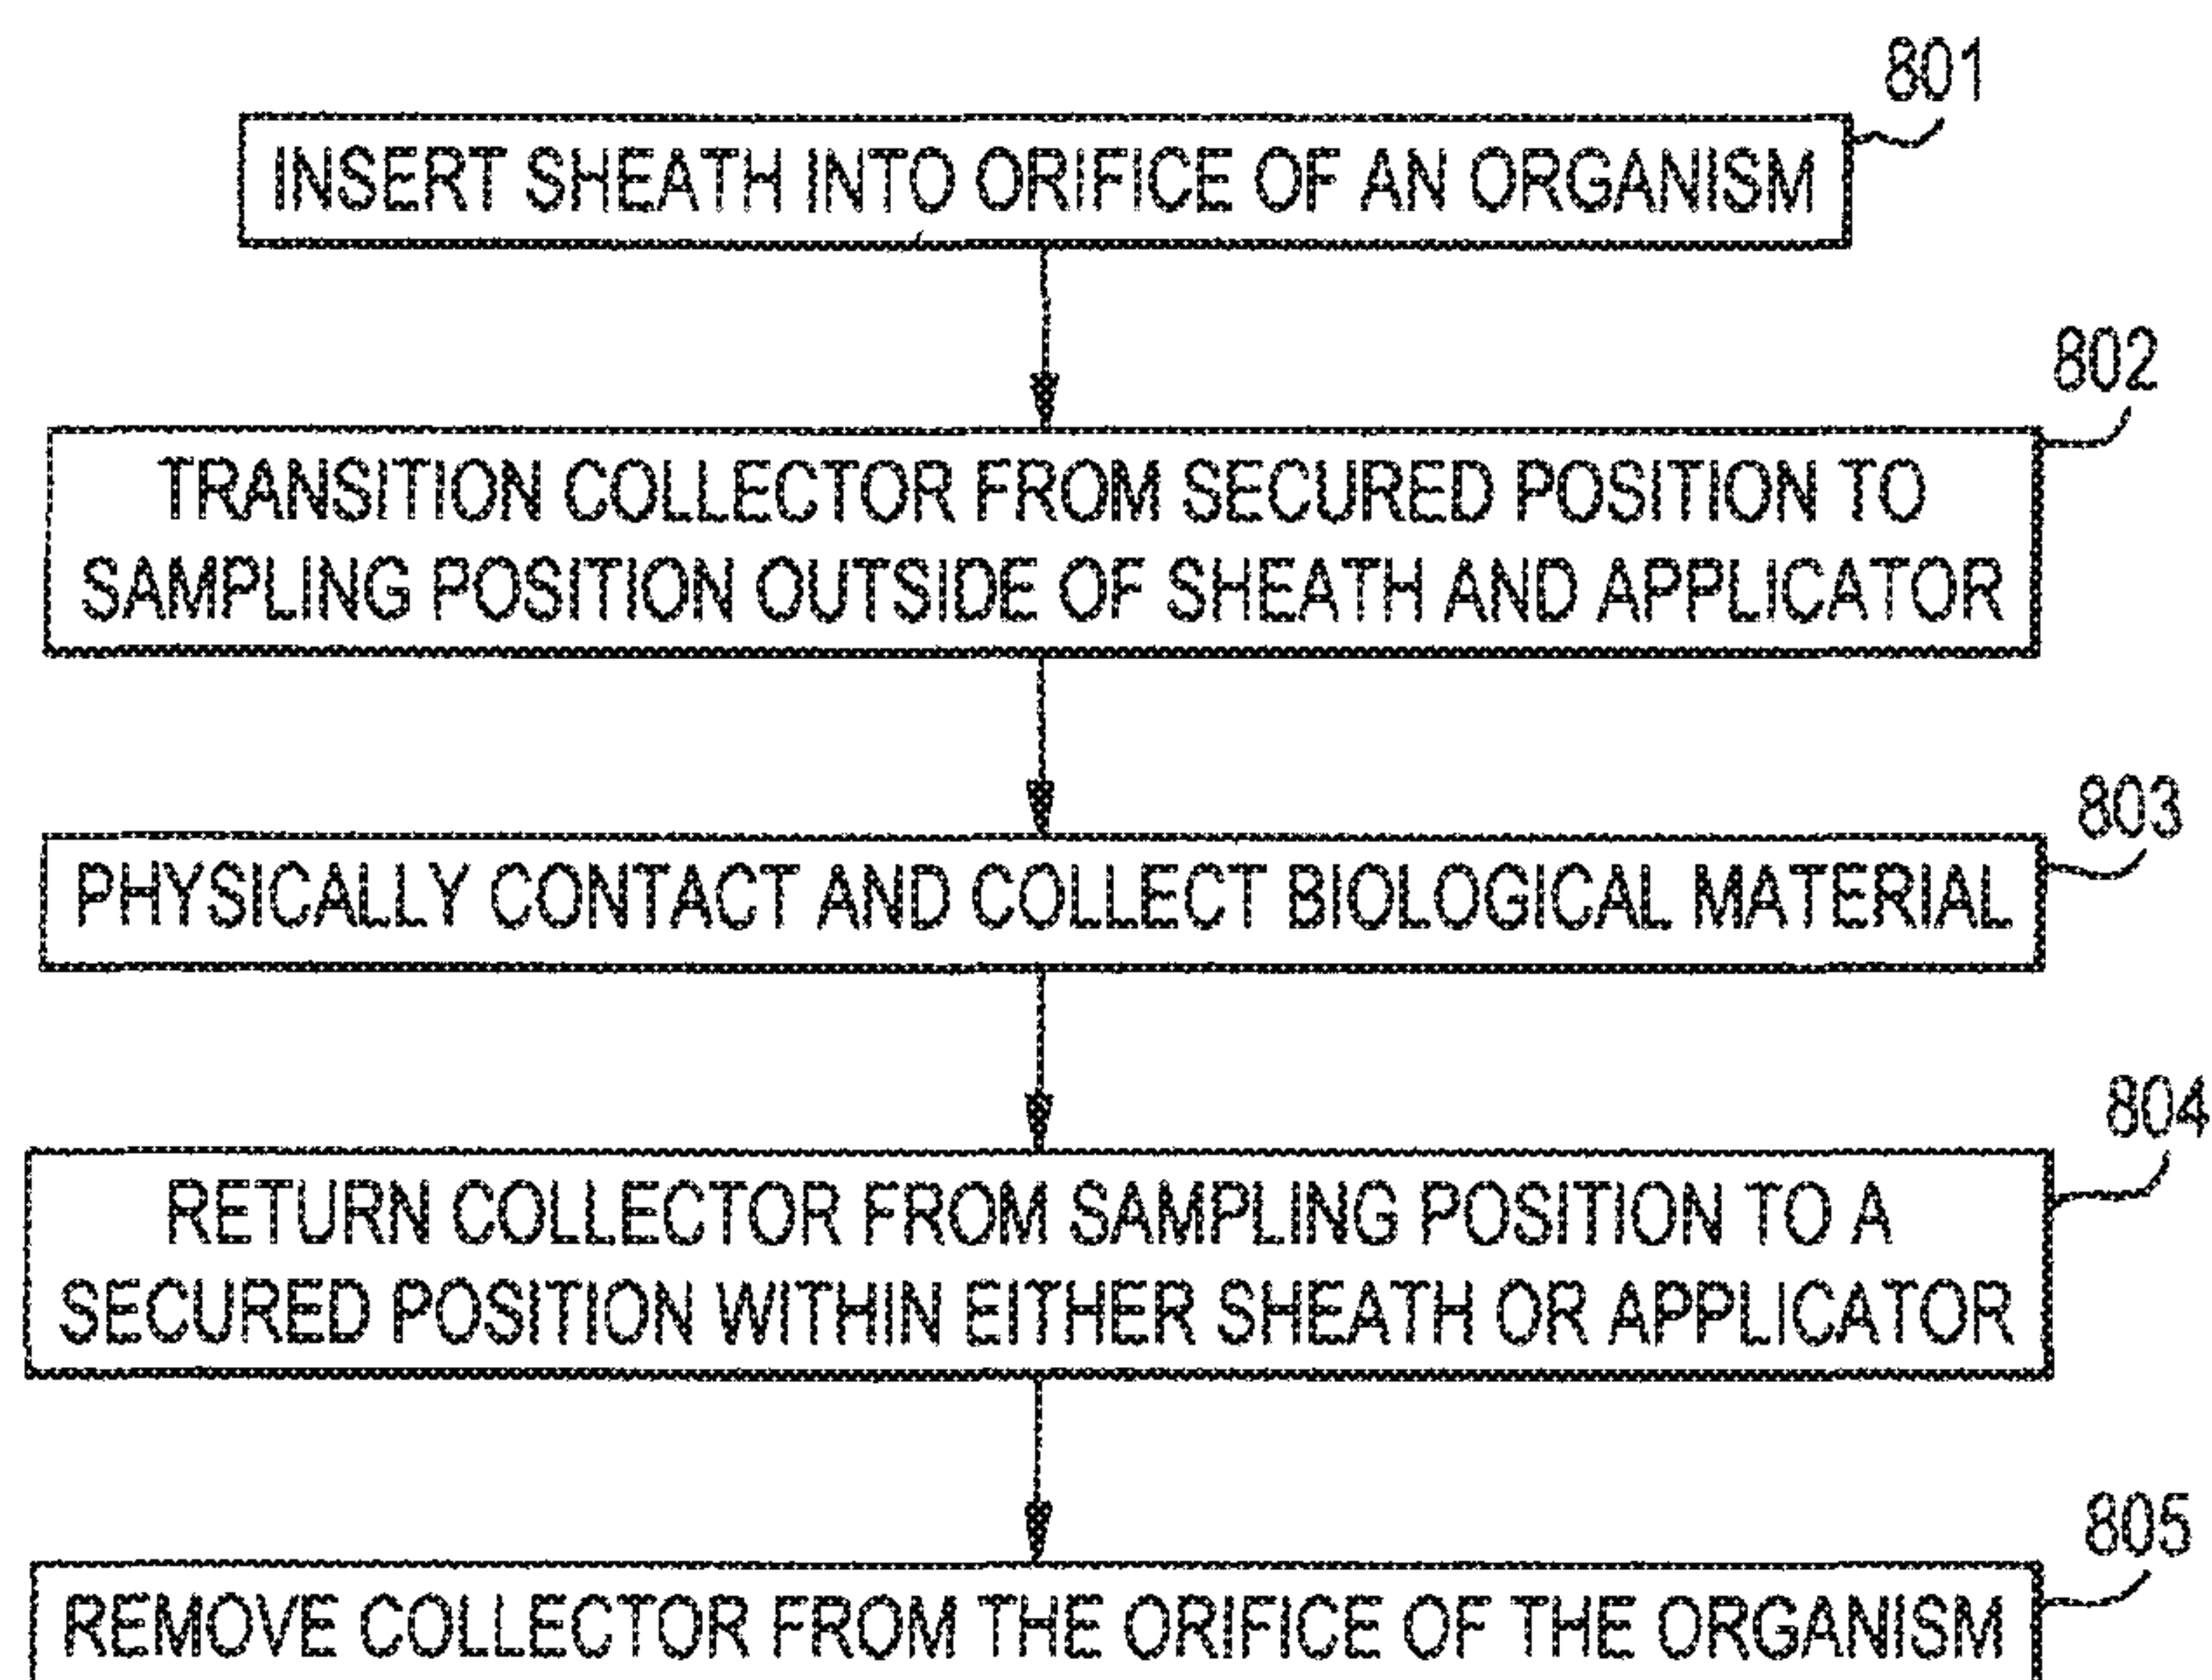 801
INSERT SHEATH INTO ORIFICE OF AN ORGANISM
802
TRANSITION COLLECTOR FROM SECURED POSITION TO
SAMPLING POSITION OUTSIDE OF SHEATH AND APPLICATOR
803
PHYSICALLY CONTACT AND COLLECT BIOLOGICAL MATERIAL
804
RETURN COLLECTOR FROM SAMPLING POSITION TO A
SECURED POSITION WITHIN EITHER SHEATH OR APPLICATOR
805
REMOVE COLLECTOR FROM THE ORIFICE OF THE ORGANISM